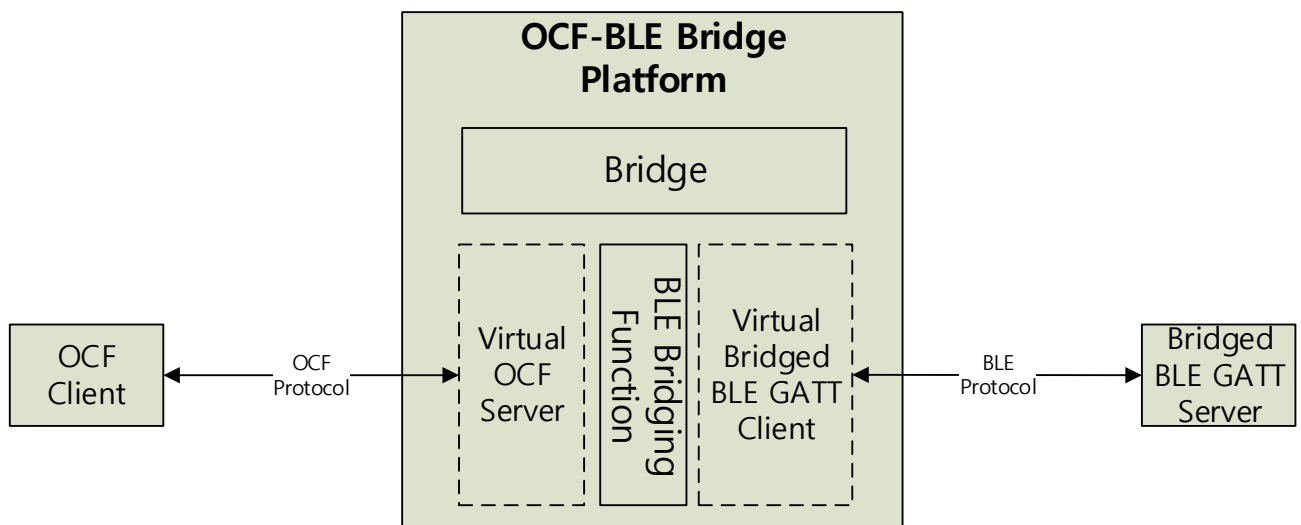 OCF-BLE Bridge
Platform
Bridge
OCF
Client
OCF
Protocol
Virtual
OCF
Server
BLE Bridging
Function
Virtual
Bridged
BLE GATT
Client
BLE
Protocol
Bridged
BLE GATT
Server